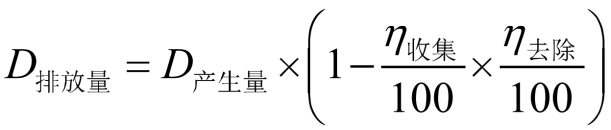 D排放量 = D产生量 × (1 − η收集/100 × η去除/100)